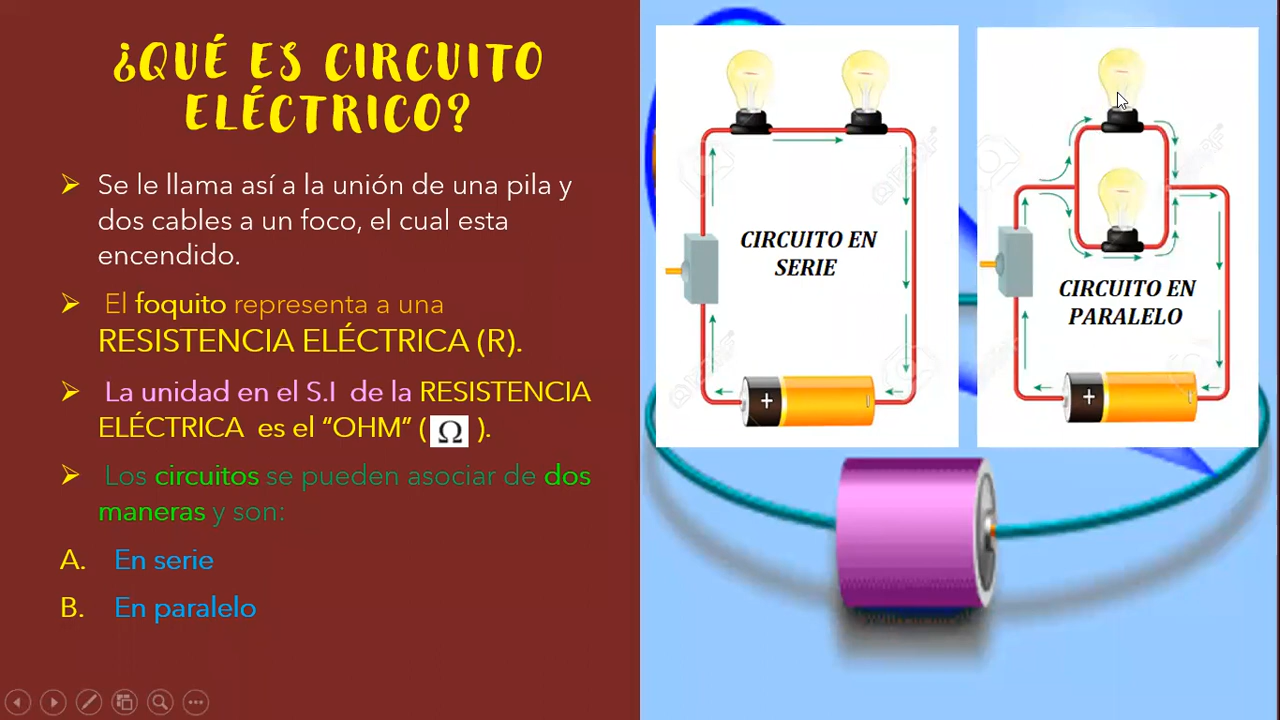 ¿QUÉ ES CIRCUITO
ELÉCTRICO?
Se le llama así a la unión de una pila y
dos cables a un foco, el cual esta
encendido.
El foquito representa a una
RESISTENCIA ELÉCTRICA (R).
La unidad en el S.I de la RESISTENCIA
ELÉCTRICA es el “OHM” ( Ω ).
Los circuitos se pueden asociar de dos
maneras y son:
A. En serie
B. En paralelo
CIRCUITO EN
SERIE
+
CIRCUITO EN
PARALELO
+